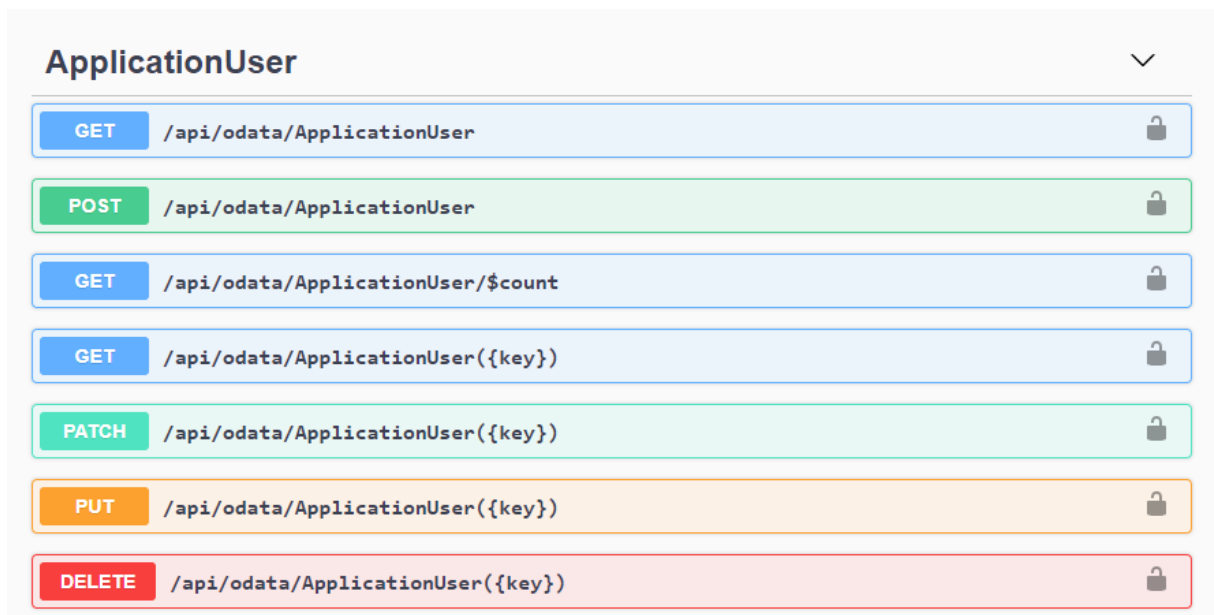 ApplicationUser
GET /api/odata/ApplicationUser
POST /api/odata/ApplicationUser
GET /api/odata/ApplicationUser/$count
GET /api/odata/ApplicationUser({key})
PATCH /api/odata/ApplicationUser({key})
PUT /api/odata/ApplicationUser({key})
DELETE /api/odata/ApplicationUser({key})